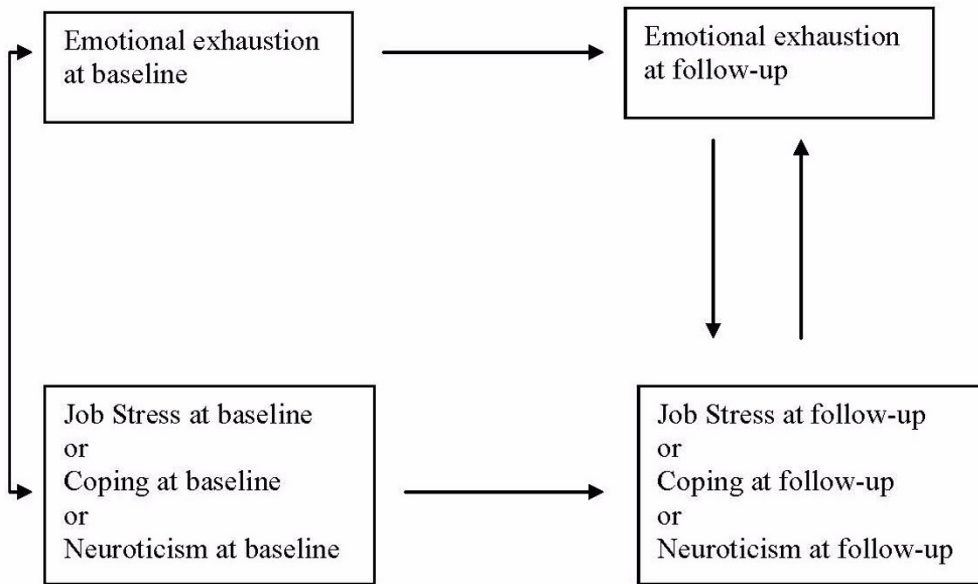 Emotional exhaustion
at baseline
Emotional exhaustion
at follow-up
Job Stress at baseline
or
Coping at baseline
or
Neuroticism at baseline
Job Stress at follow-up
or
Coping at follow-up
or
Neuroticism at follow-up